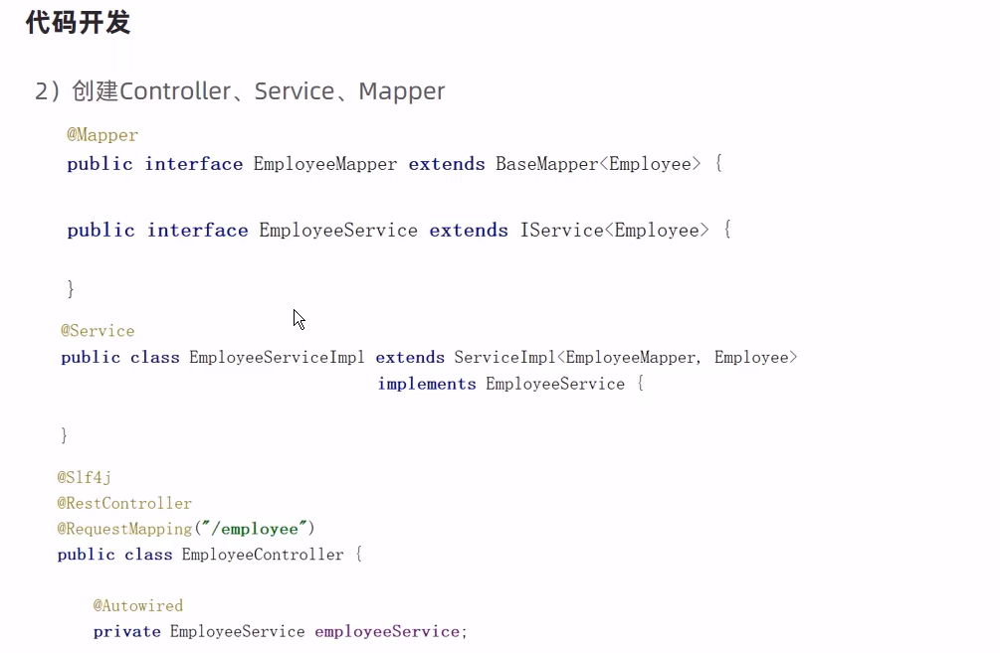 代码开发
2）创建Controller、Service、Mapper
@Mapper
public interface EmployeeMapper extends BaseMapper<Employee> {
public interface EmployeeService extends IService<Employee> {
}
@Service
public class EmployeeServiceImpl extends ServiceImpl<EmployeeMapper, Employee>
implements EmployeeService {
}
@Slf4j
@RestController
@RequestMapping("/employee")
public class EmployeeController {
@Autowired
private EmployeeService employeeService;